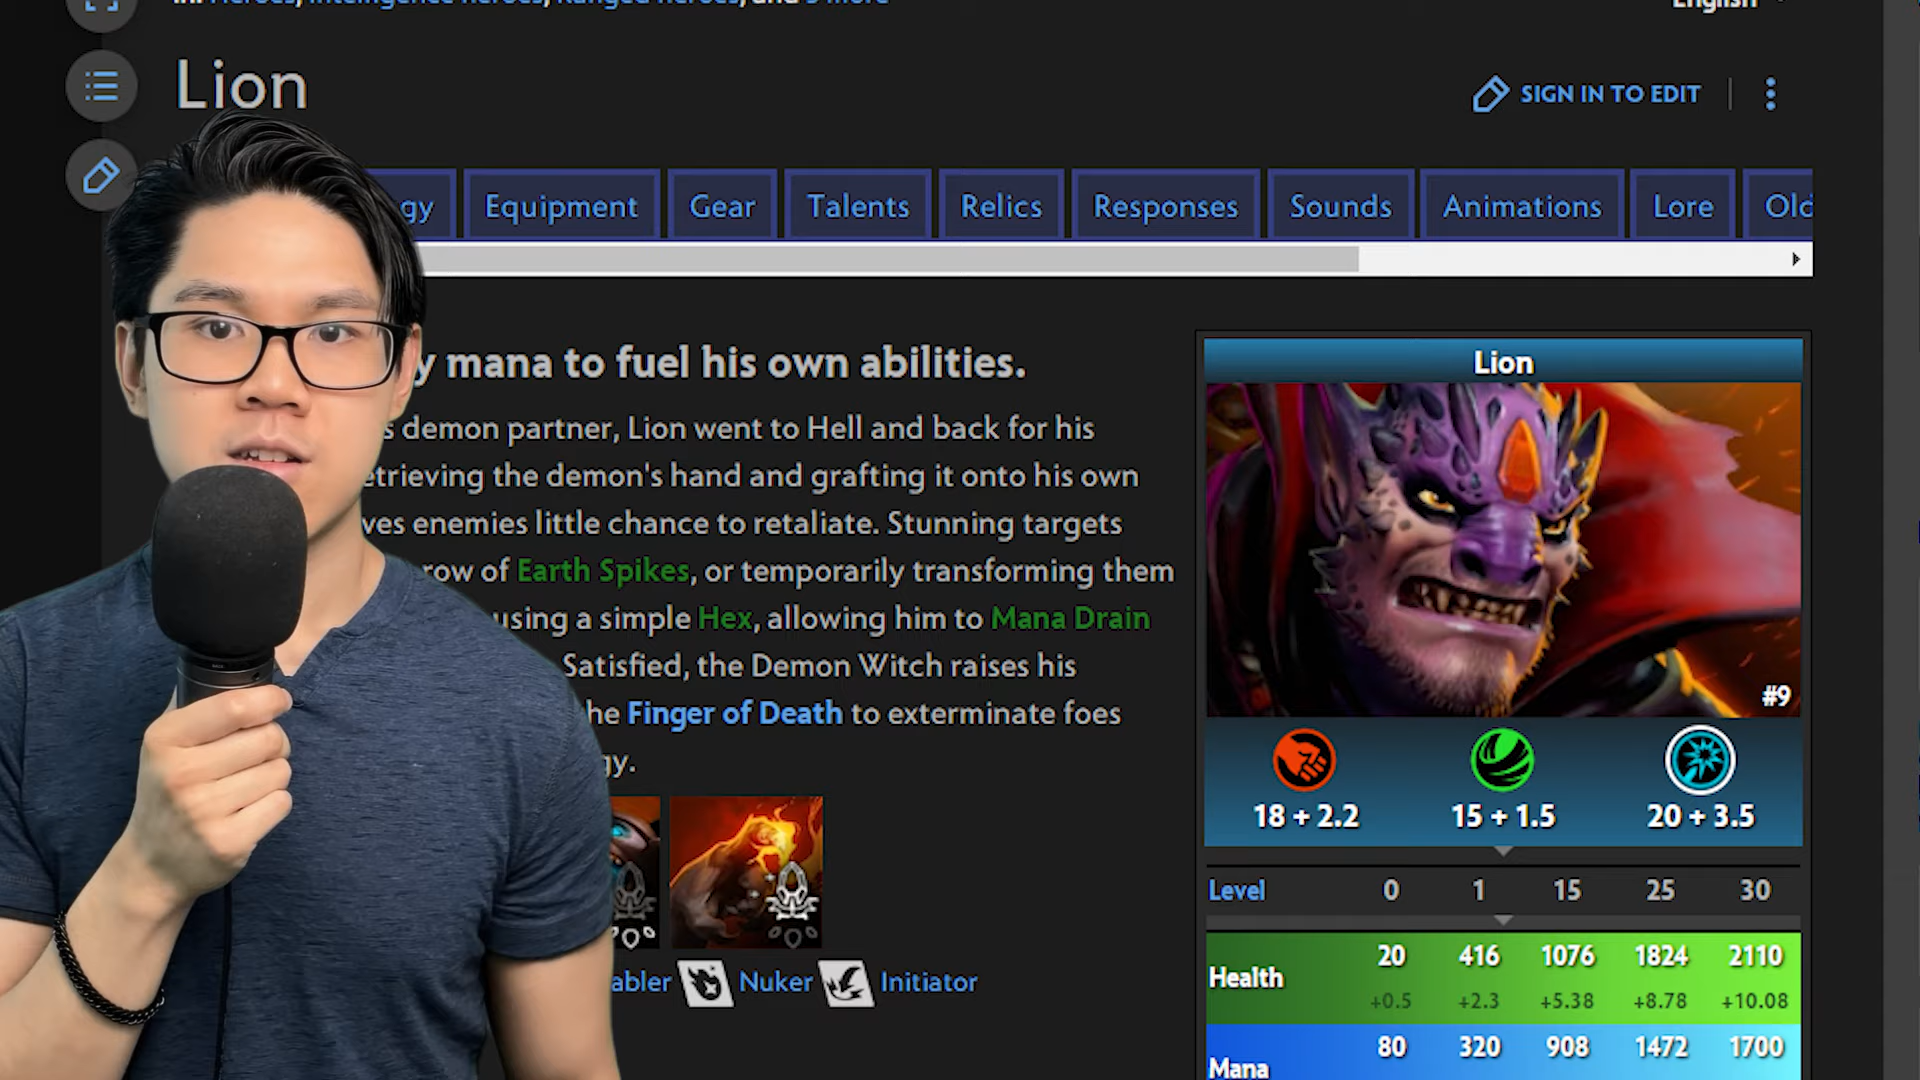 Lion
SIGN IN TO EDIT
gy
Equipment
Gear
Talents
Relics
Responses
Sounds
Animations
Lore
Old
y mana to fuel his own abilities.
s demon partner, Lion went to Hell and back for his
etrieving the demon's hand and grafting it onto his own
ves enemies little chance to retaliate. Stunning targets
row of Earth Spikes, or temporarily transforming them
using a simple Hex, allowing him to Mana Drain
Satisfied, the Demon Witch raises his
he Finger of Death to exterminate foes
gy.
abler Nuker Initiator
Lion
#9
18 + 2.2 15 + 1.5 20 + 3.5
Level 0 1 15 25 30
Health 20 416 1076 1824 2110
+0.5 +2.3 +5.38 +8.78 +10.08
Mana 80 320 908 1472 1700